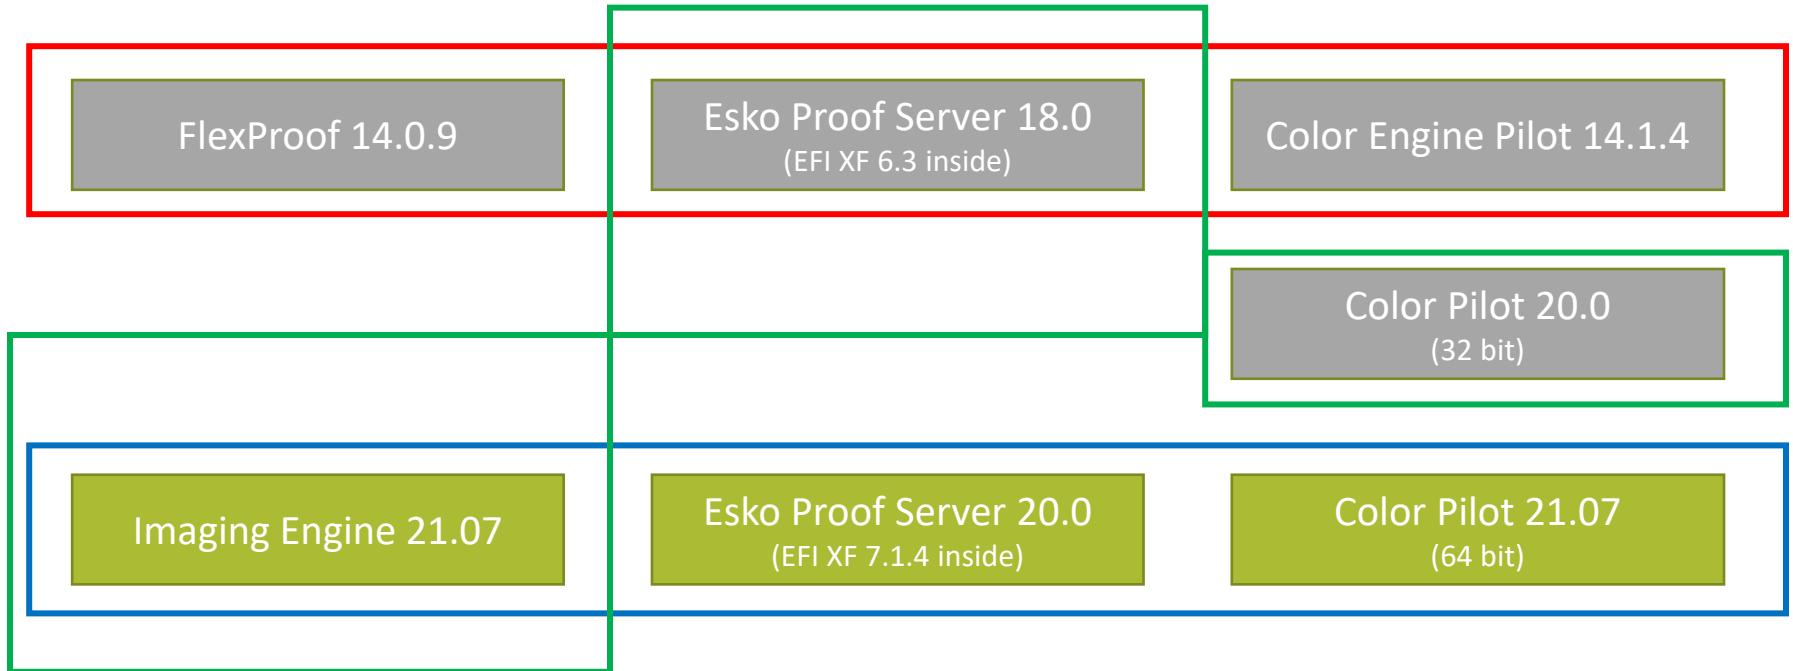 FlexProof 14.0.9
Esko Proof Server 18.0
(EFI XF 6.3 inside)
Color Engine Pilot 14.1.4
Color Pilot 20.0
(32 bit)
Imaging Engine 21.07
Esko Proof Server 20.0
(EFI XF 7.1.4 inside)
Color Pilot 21.07
(64 bit)